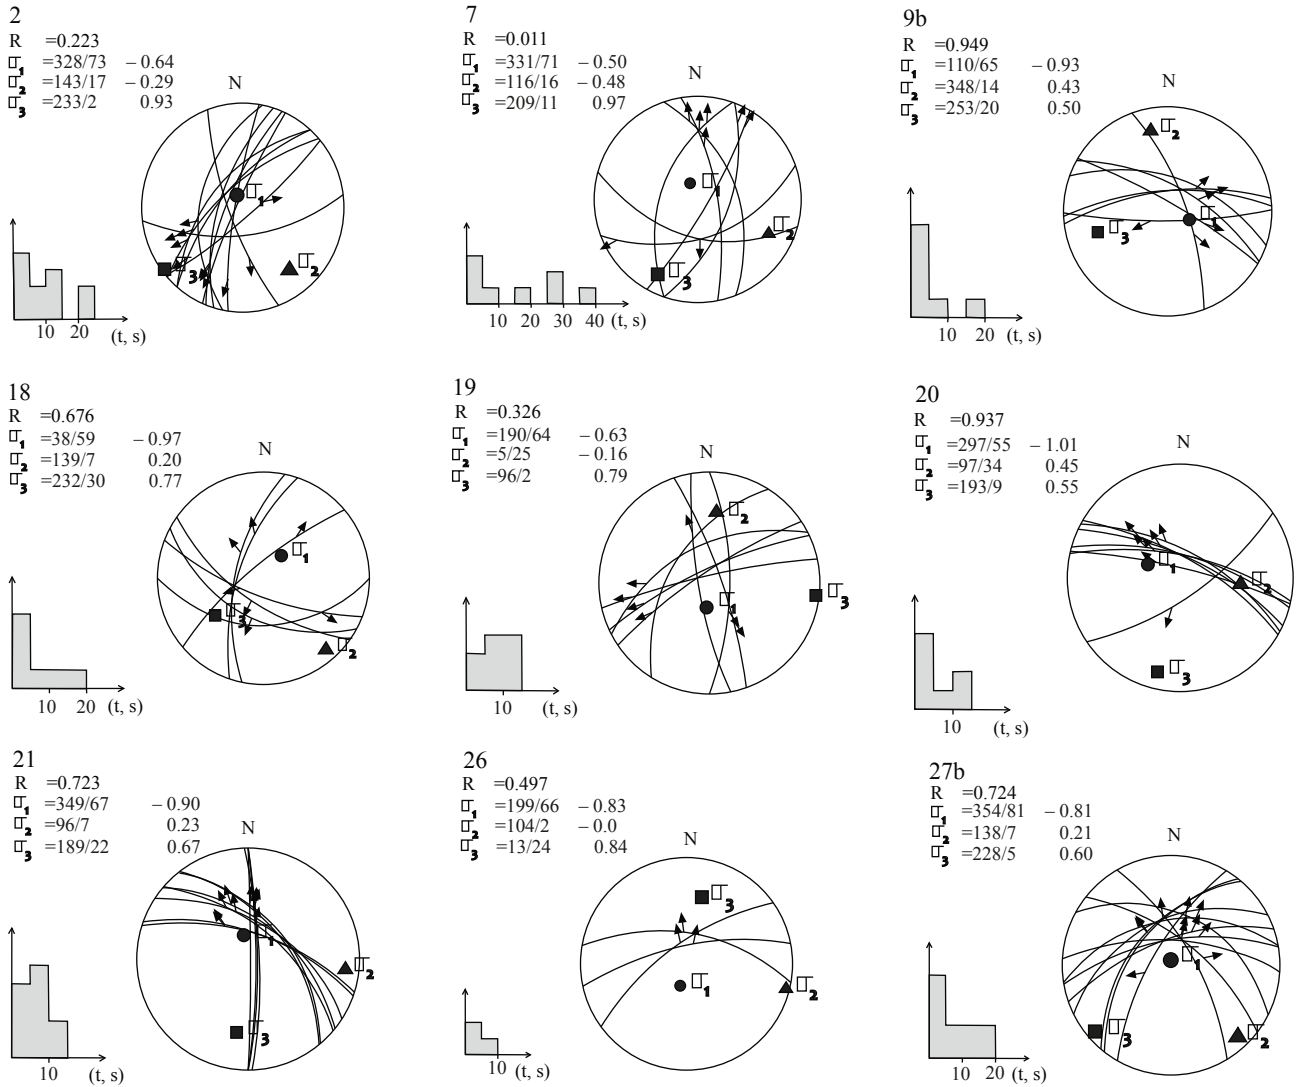 2
R =0.223
σ1 =328/73 – 0.64
σ2 =143/17 – 0.29
σ3 =233/2 0.93
N
σ1
σ2
σ3
10 20 (t, s)
7
R =0.011
σ1 =331/71 – 0.50
σ2 =116/16 – 0.48
σ3 =209/11 0.97
N
σ1
σ2
σ3
10 20 30 40 (t, s)
9b
R =0.949
σ1 =110/65 – 0.93
σ2 =348/14 0.43
σ3 =253/20 0.50
N
σ2
σ1
σ3
10 20 (t, s)
18
R =0.676
σ1 =38/59 – 0.97
σ2 =139/7 0.20
σ3 =232/30 0.77
N
σ1
σ3
σ2
10 20 (t, s)
19
R =0.326
σ1 =190/64 – 0.63
σ2 =5/25 – 0.16
σ3 =96/2 0.79
N
σ2
σ3
σ1
10 (t, s)
20
R =0.937
σ1 =297/55 – 1.01
σ2 =97/34 0.45
σ3 =193/9 0.55
N
σ1
σ2
σ3
10 (t, s)
21
R =0.723
σ1 =349/67 – 0.90
σ2 =96/7 0.23
σ3 =189/22 0.67
N
σ1
σ2
σ3
10 (t, s)
26
R =0.497
σ1 =199/66 – 0.83
σ2 =104/2 – 0.0
σ3 =13/24 0.84
N
σ3
σ1
σ2
10 (t, s)
27b
R =0.724
σ1 =354/81 – 0.81
σ2 =138/7 0.21
σ3 =228/5 0.60
N
σ1
σ3
σ2
10 20 (t, s)